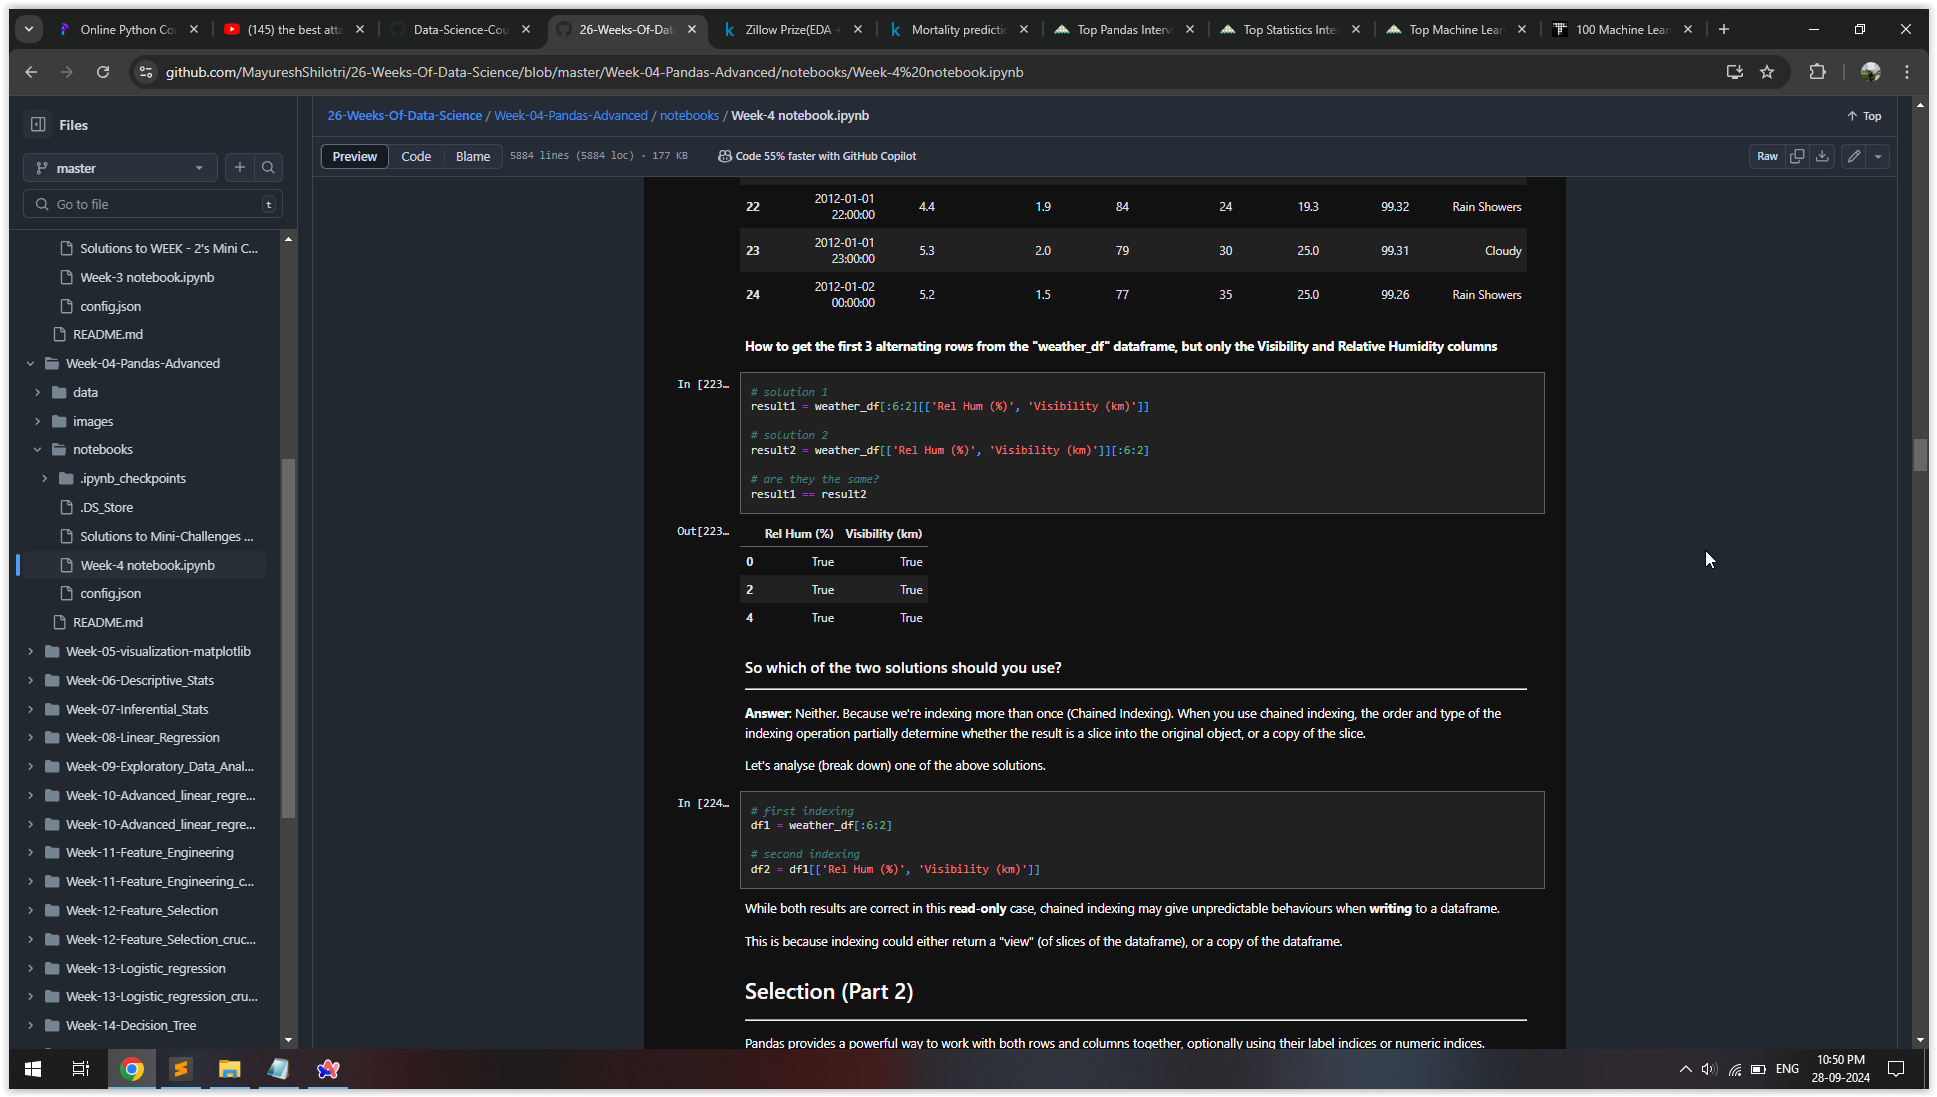 Online Python Co
(145) the best atta
Data-Science-Cou
26-Weeks-Of-Dat
Zillow Prize(EDA
Mortality predicti
Top Pandas Intervi
Top Statistics Inte
Top Machine Lear
100 Machine Lear
github.com/MayureshShilotri/26-Weeks-Of-Data-Science/blob/master/Week-04-Pandas-Advanced/notebooks/Week-4%20notebook.ipynb
Files
master
Go to file
t
Solutions to WEEK - 2's Mini C...
Week-3 notebook.ipynb
config.json
README.md
Week-04-Pandas-Advanced
data
images
notebooks
.ipynb_checkpoints
.DS_Store
Solutions to Mini-Challenges ...
Week-4 notebook.ipynb
config.json
README.md
Week-05-visualization-matplotlib
Week-06-Descriptive_Stats
Week-07-Inferential_Stats
Week-08-Linear_Regression
Week-09-Exploratory_Data_Anal...
Week-10-Advanced_linear_regre...
Week-10-Advanced_linear_regre...
Week-11-Feature_Engineering
Week-11-Feature_Engineering_c...
Week-12-Feature_Selection
Week-12-Feature_Selection_cruc...
Week-13-Logistic_regression
Week-13-Logistic_regression_cru...
Week-14-Decision_Tree
26-Weeks-Of-Data-Science / Week-04-Pandas-Advanced / notebooks / Week-4 notebook.ipynb
Top
Preview Code Blame 5884 lines (5884 loc) · 177 KB Code 55% faster with GitHub Copilot Raw
22 2012-01-01 22:00:00 4.4 1.9 84 24 19.3 99.32 Rain Showers
23 2012-01-01 23:00:00 5.3 2.0 79 30 25.0 99.31 Cloudy
24 2012-01-02 00:00:00 5.2 1.5 77 35 25.0 99.26 Rain Showers
How to get the first 3 alternating rows from the "weather_df" dataframe, but only the Visibility and Relative Humidity columns
In [223…
# solution 1
result1 = weather_df[:6:2][['Rel Hum (%)', 'Visibility (km)']]
# solution 2
result2 = weather_df[['Rel Hum (%)', 'Visibility (km)']][:6:2]
# are they the same?
result1 == result2
Out[223…
Rel Hum (%) Visibility (km)
0 True True
2 True True
4 True True
So which of the two solutions should you use?
Answer: Neither. Because we're indexing more than once (Chained Indexing). When you use chained indexing, the order and type of the
indexing operation partially determine whether the result is a slice into the original object, or a copy of the slice.
Let's analyse (break down) one of the above solutions.
In [224…
# first indexing
df1 = weather_df[:6:2]
# second indexing
df2 = df1[['Rel Hum (%)', 'Visibility (km)']]
While both results are correct in this read-only case, chained indexing may give unpredictable behaviours when writing to a dataframe.
This is because indexing could either return a "view" (of slices of the dataframe), or a copy of the dataframe.
Selection (Part 2)
Pandas provides a powerful way to work with both rows and columns together, optionally using their label indices or numeric indices.
ENG
10:50 PM
28-09-2024